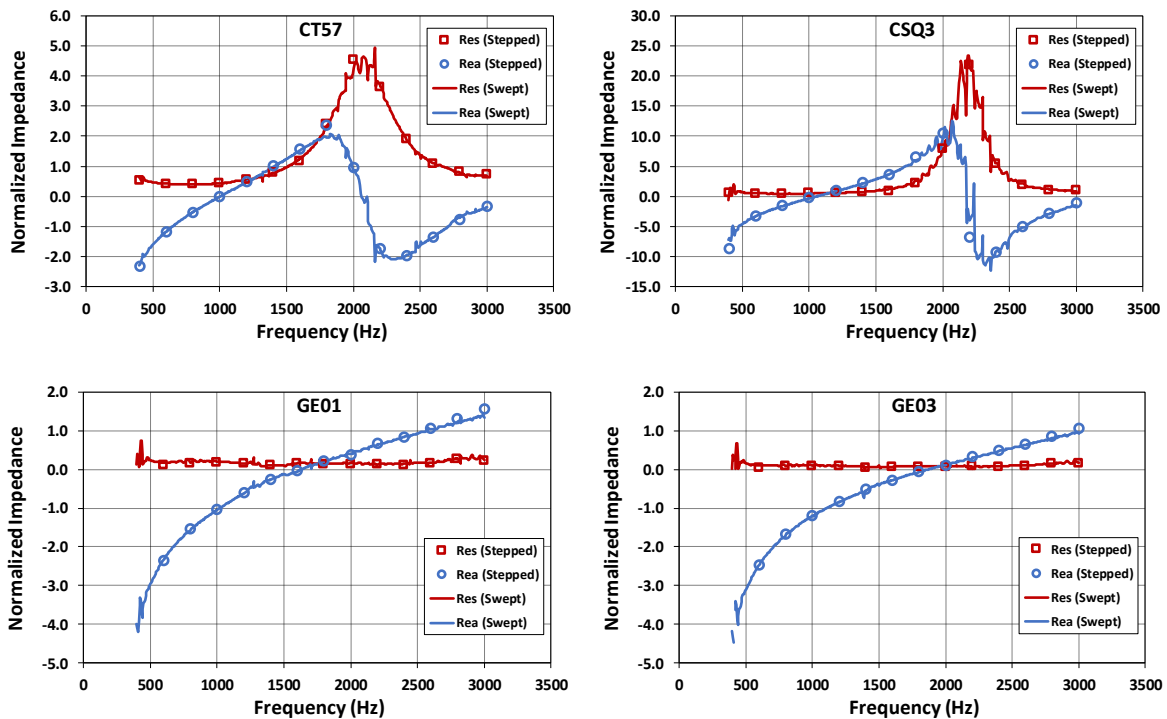 CT57
6.0
5.0
4.0
3.0
2.0
1.0
0.0
-1.0
-2.0
-3.0
Normalized Impedance
Res (Stepped)
Rea (Stepped)
Res (Swept)
Rea (Swept)
0 500 1000 1500 2000 2500 3000 3500
Frequency (Hz)
CSQ3
30.0
25.0
20.0
15.0
10.0
5.0
0.0
-5.0
-10.0
-15.0
Normalized Impedance
Res (Stepped)
Rea (Stepped)
Res (Swept)
Rea (Swept)
0 500 1000 1500 2000 2500 3000 3500
Frequency (Hz)
GE01
2.0
1.0
0.0
-1.0
-2.0
-3.0
-4.0
-5.0
Normalized Impedance
Res (Stepped)
Rea (Stepped)
Res (Swept)
Rea (Swept)
0 500 1000 1500 2000 2500 3000 3500
Frequency (Hz)
GE03
2.0
1.0
0.0
-1.0
-2.0
-3.0
-4.0
-5.0
Normalized Impedance
Res (Stepped)
Rea (Stepped)
Res (Swept)
Rea (Swept)
0 500 1000 1500 2000 2500 3000 3500
Frequency (Hz)